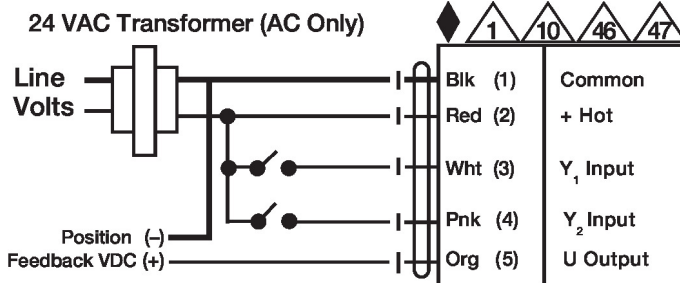 24 VAC Transformer (AC Only)
1 10 46 47
Line
Volts
Blk (1) Common
Red (2) + Hot
Wht (3) Y1 Input
Pnk (4) Y2 Input
Position (–)
Feedback VDC (+)
Org (5) U Output